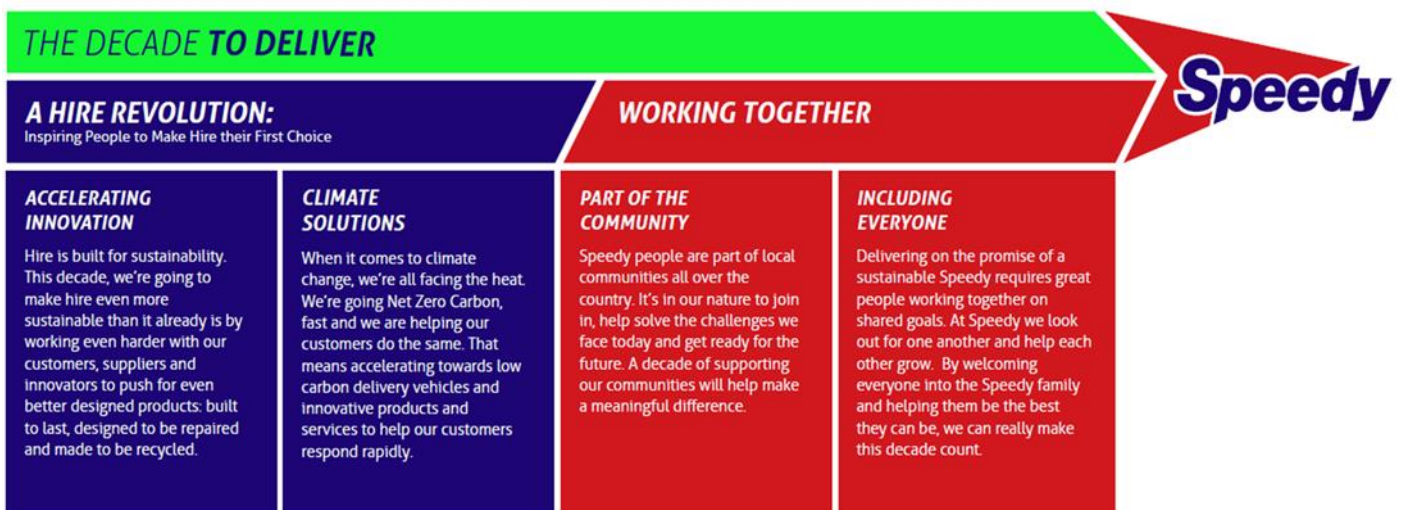 THE DECADE TO DELIVER
Speedy
A HIRE REVOLUTION:
Inspiring People to Make Hire their First Choice
WORKING TOGETHER
ACCELERATING
INNOVATION
Hire is built for sustainability.
This decade, we're going to
make hire even more
sustainable than it already is by
working even harder with our
customers, suppliers and
innovators to push for even
better designed products: built
to last, designed to be repaired
and made to be recycled.
CLIMATE
SOLUTIONS
When it comes to climate
change, we're all facing the heat.
We're going Net Zero Carbon,
fast and we are helping our
customers do the same. That
means accelerating towards low
carbon delivery vehicles and
innovative products and
services to help our customers
respond rapidly.
PART OF THE
COMMUNITY
Speedy people are part of local
communities all over the
country. It's in our nature to join
in, help solve the challenges we
face today and get ready for the
future. A decade of supporting
our communities will help make
a meaningful difference.
INCLUDING
EVERYONE
Delivering on the promise of a
sustainable Speedy requires great
people working together on
shared goals. At Speedy we look
out for one another and help each
other grow. By welcoming
everyone into the Speedy family
and helping them be the best
they can be, we can really make
this decade count.